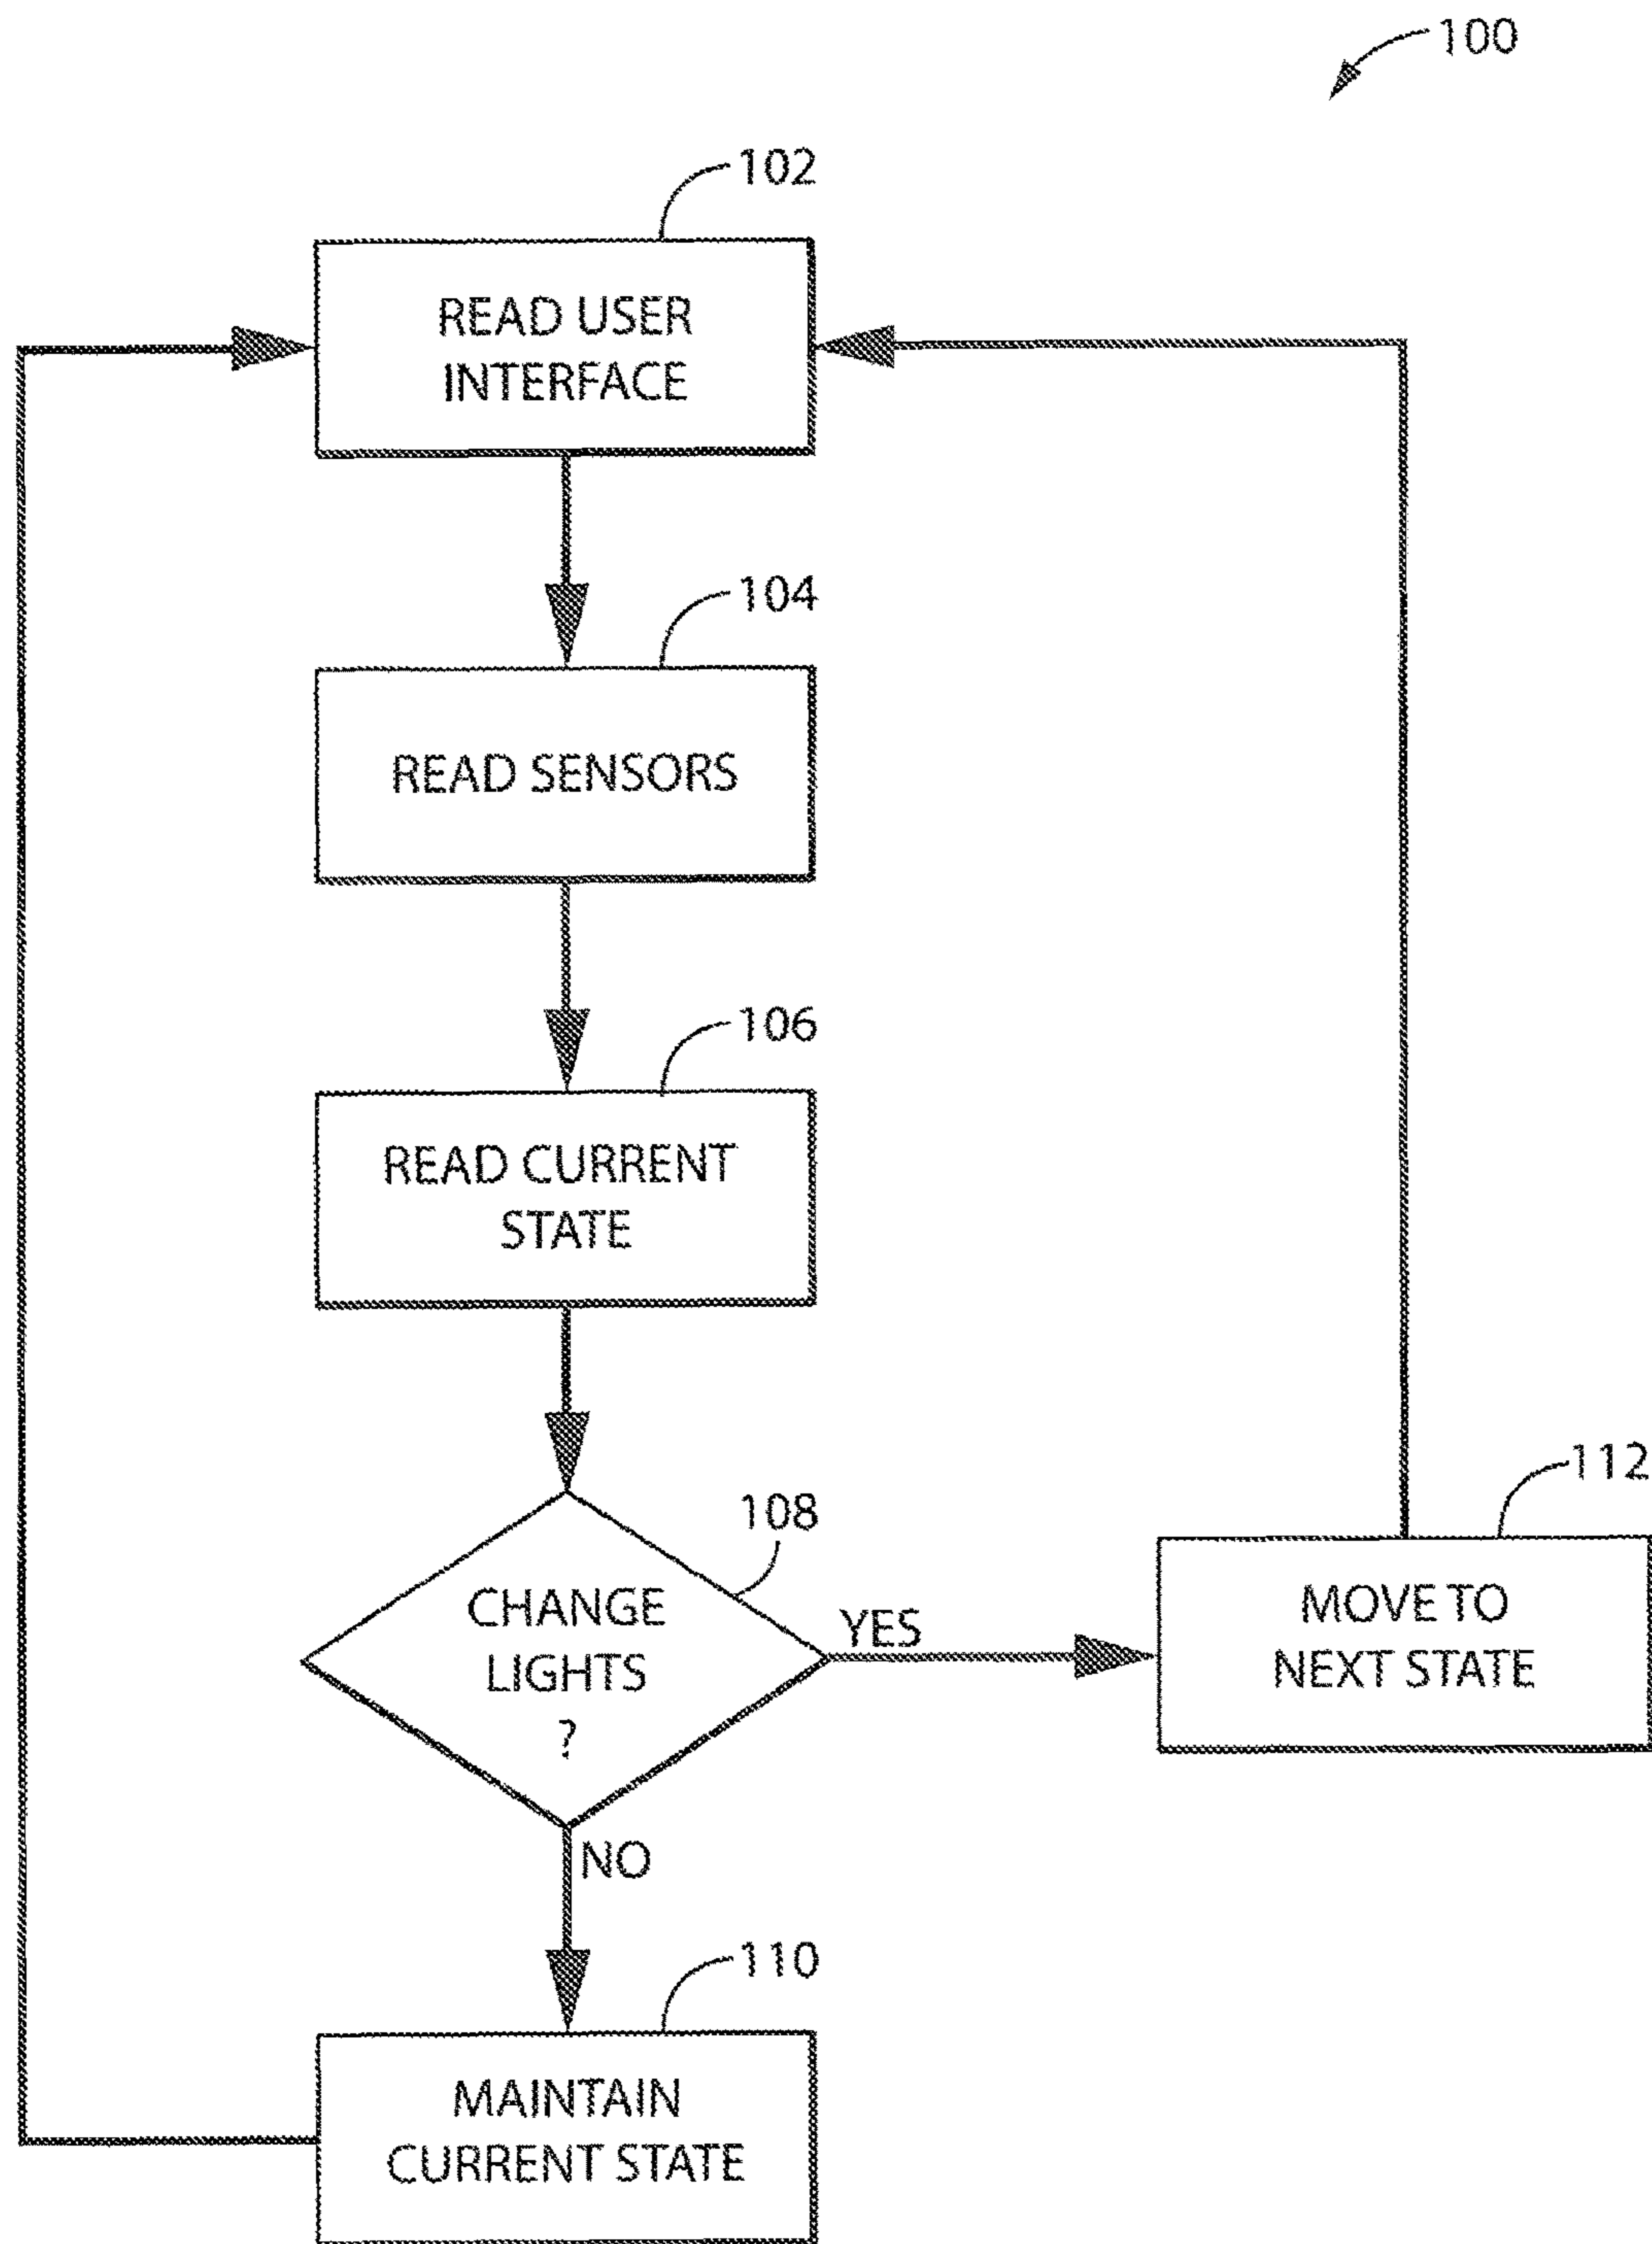 100
102
READ USER
INTERFACE
104
READ SENSORS
106
READ CURRENT
STATE
108
CHANGE
LIGHTS
?
YES
112
MOVE TO
NEXT STATE
NO
110
MAINTAIN
CURRENT STATE